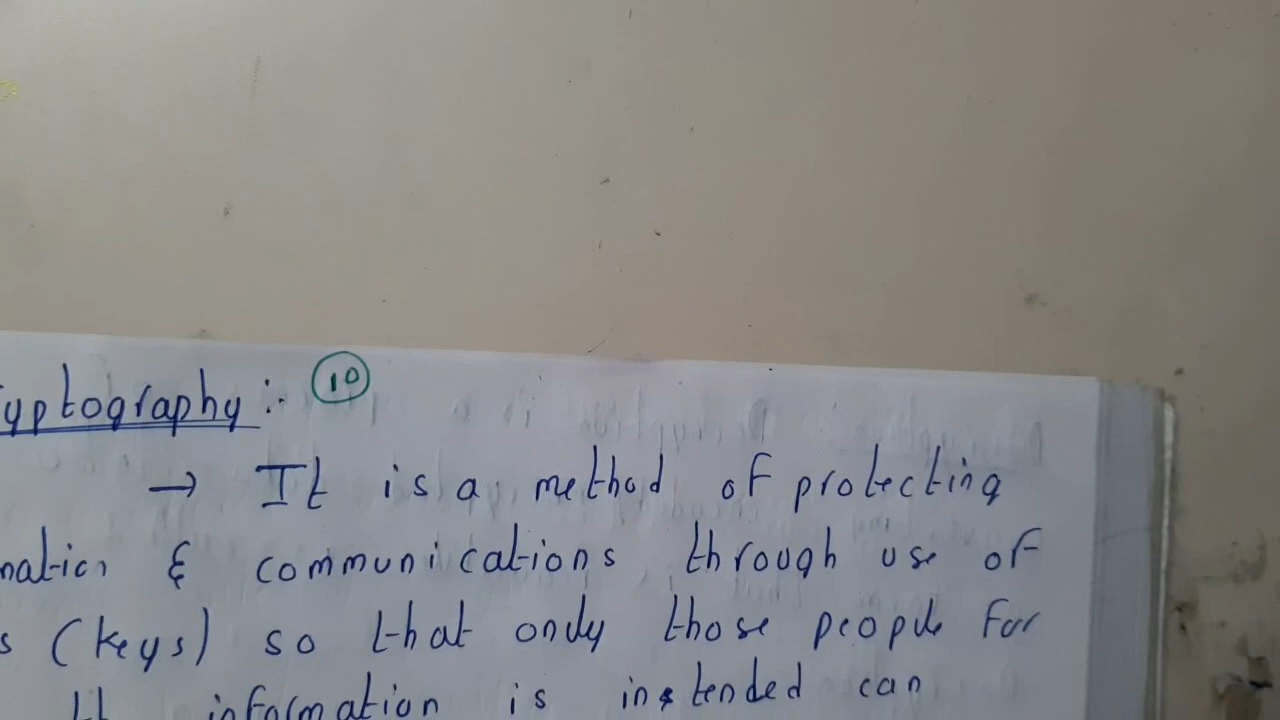 yptography :- 10
→ It is a method of protecting
mation & communications through use of
s (keys) so that only those people for
information is intended can